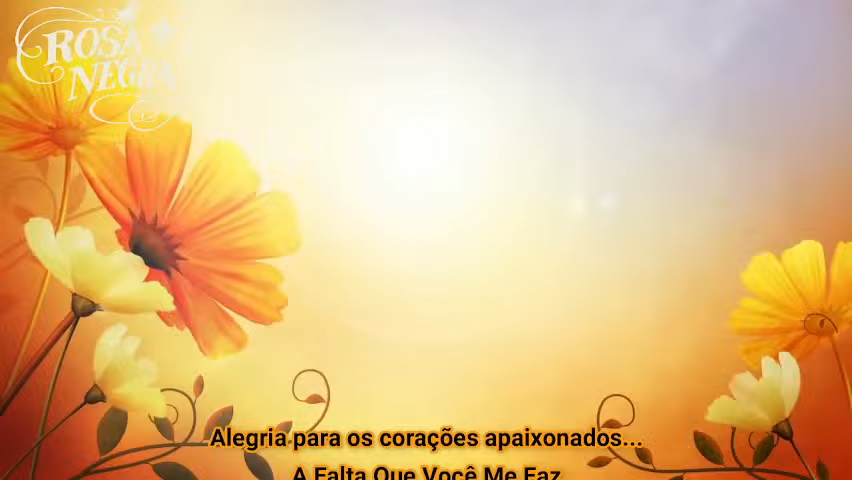 ROSA
NEGRA
Alegria para os corações apaixonados...
A Falta Que Você Me Faz